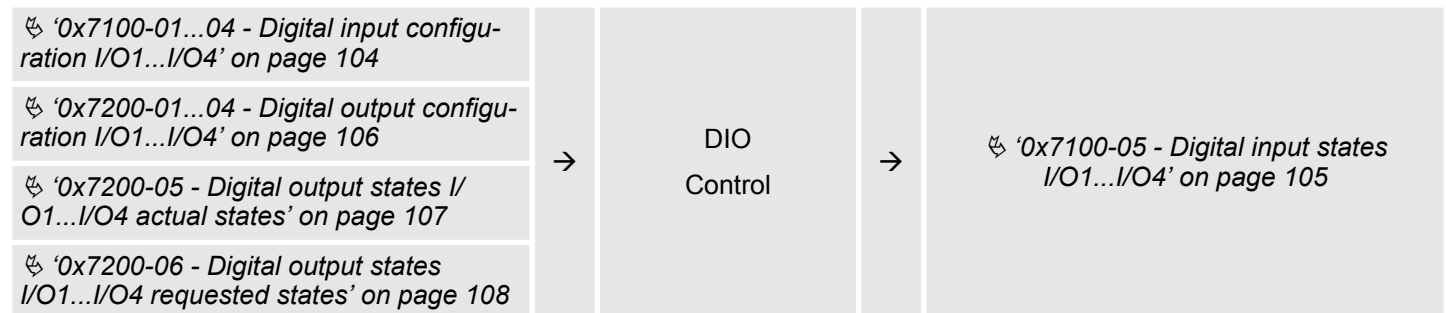 ↳ '0x7100-01...04 - Digital input configu-
ration I/O1...I/O4' on page 104
↳ '0x7200-01...04 - Digital output configu-
ration I/O1...I/O4' on page 106
↳ '0x7200-05 - Digital output states I/
O1...I/O4 actual states' on page 107
↳ '0x7200-06 - Digital output states
I/O1...I/O4 requested states' on page 108
→
DIO
Control
→
↳ '0x7100-05 - Digital input states
I/O1...I/O4' on page 105